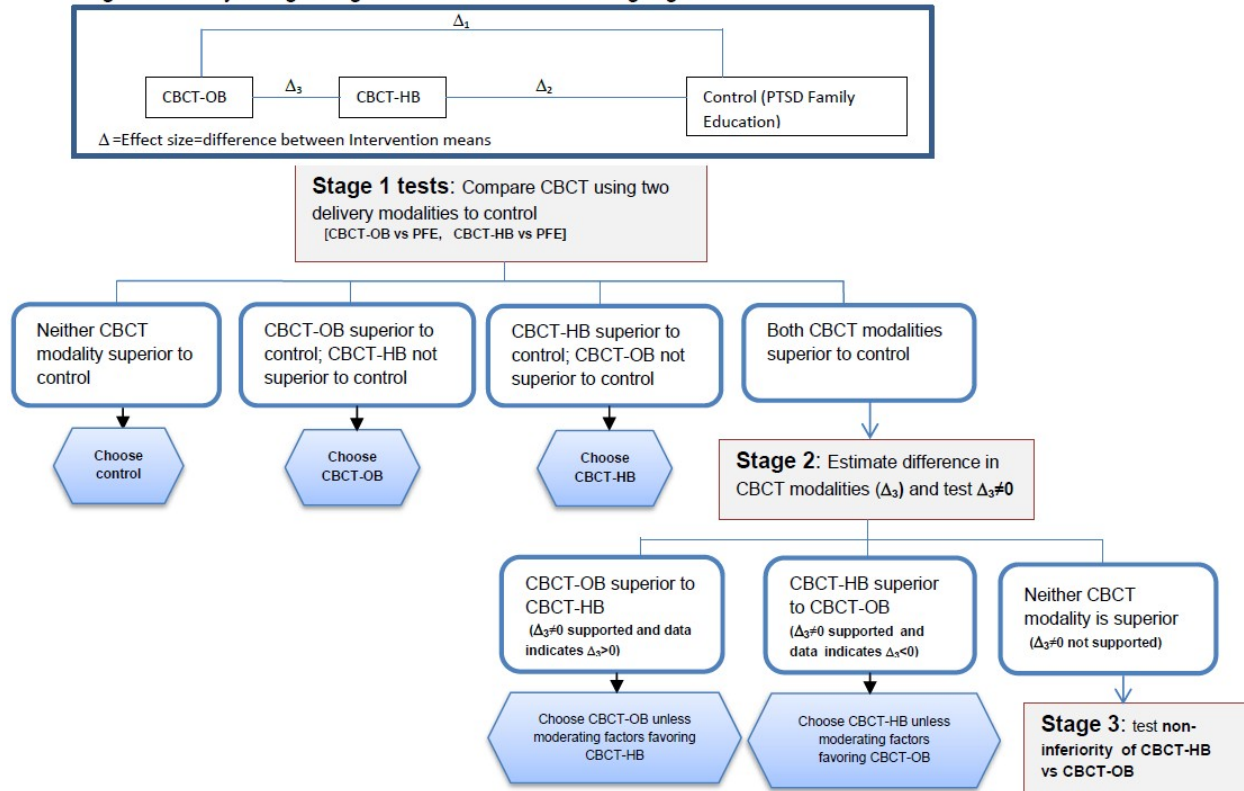 Δ1
CBCT-OB
Δ3
CBCT-HB
Δ2
Control (PTSD Family
Education)
Δ =Effect size=difference between Intervention means
Stage 1 tests: Compare CBCT using two
delivery modalities to control
[CBCT-OB vs PFE, CBCT-HB vs PFE]
Neither CBCT
modality superior to
control
CBCT-OB superior to
control; CBCT-HB not
superior to control
CBCT-HB superior to
control; CBCT-OB not
superior to control
Both CBCT modalities
superior to control
Choose
control
Choose
CBCT-OB
Choose
CBCT-HB
Stage 2: Estimate difference in
CBCT modalities (Δ3) and test Δ3≠0
CBCT-OB superior to
CBCT-HB
(Δ3≠0 supported and data
indicates Δ3>0)
CBCT-HB superior
to CBCT-OB
(Δ3≠0 supported and
data indicates Δ3<0)
Neither CBCT
modality is superior
(Δ3≠0 not supported)
Choose CBCT-OB unless
moderating factors favoring
CBCT-HB
Choose CBCT-HB unless
moderating factors
favoring CBCT-OB
Stage 3: test non-
inferiority of CBCT-HB
vs CBCT-OB